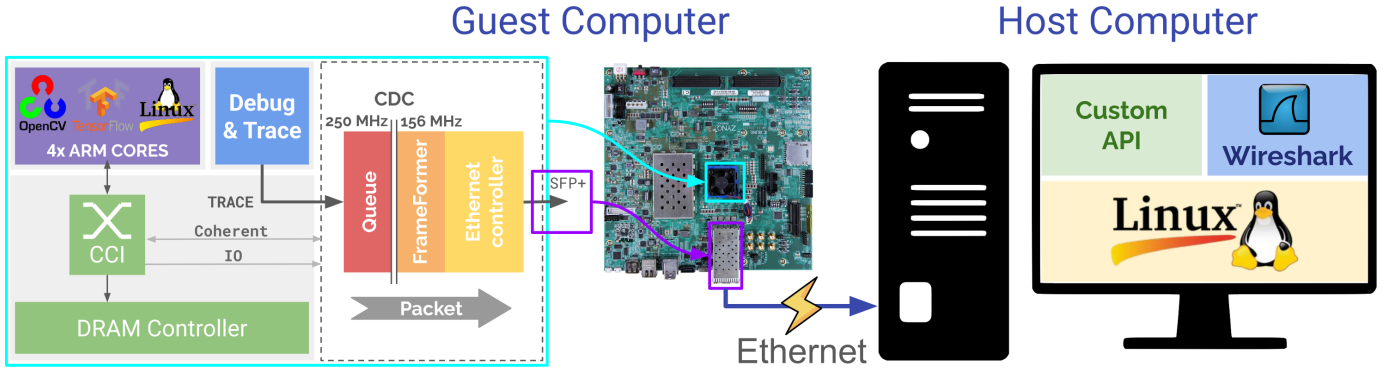 Guest Computer
Host Computer
OpenCV
TensorFlow
Linux
4x ARM CORES
Debug
& Trace
CDC
250 MHz
156 MHz
Queue
FrameFormer
Ethernet
controller
SFP+
TRACE
CCI
Coherent
IO
Packet
DRAM Controller
Ethernet
Custom
API
Wireshark
Linux™